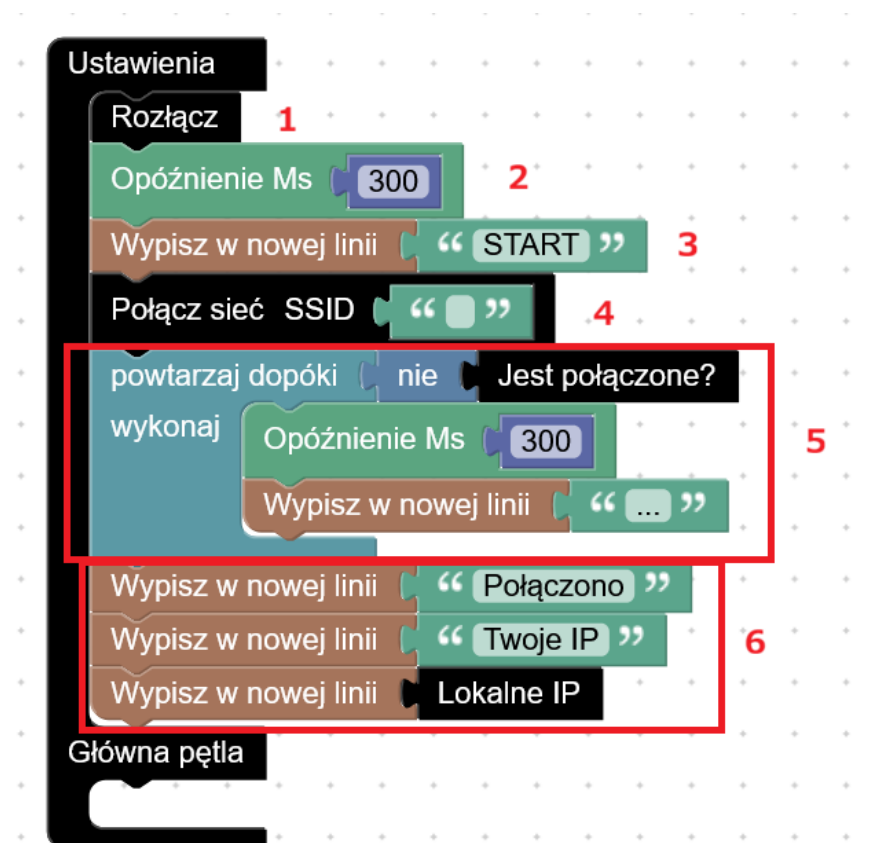 Ustawienia
Rozłącz 1
Opóźnienie Ms 300 2
Wypisz w nowej linii “ START ” 3
Połącz sieć SSID “ ” 4
powtarzaj dopóki nie Jest połączone?
wykonaj Opóźnienie Ms 300 5
Wypisz w nowej linii “ ... ”
Wypisz w nowej linii “ Połączono ”
Wypisz w nowej linii “ Twoje IP ” 6
Wypisz w nowej linii Lokalne IP
Główna pętla